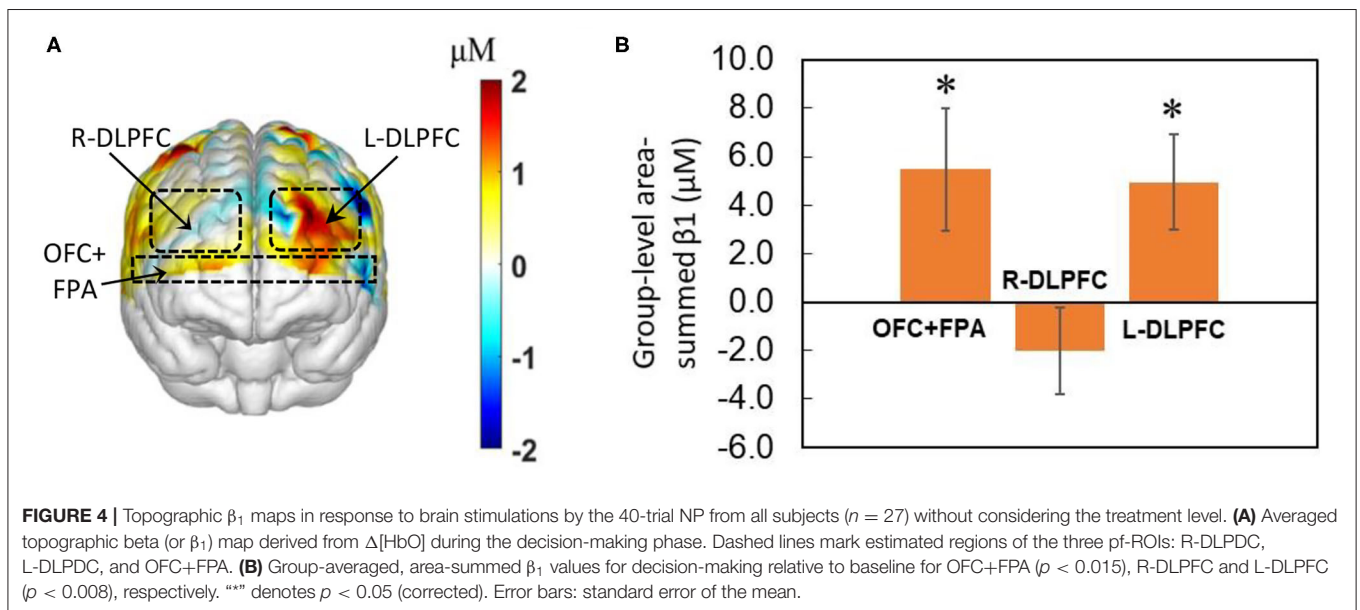 A
μM
2
1
0
-1
-2
R-DLPFC
L-DLPFC
OFC+
FPA
B
Group-level area-
summed β1 (μM)
10.0
8.0
6.0
4.0
2.0
0.0
-2.0
-4.0
-6.0
*
*
R-DLPFC
OFC+FPA
L-DLPFC
FIGURE 4 | Topographic β₁ maps in response to brain stimulations by the 40-trial NP from all subjects (n = 27) without considering the treatment level. (A) Averaged
topographic beta (or β₁) map derived from Δ[HbO] during the decision-making phase. Dashed lines mark estimated regions of the three pf-ROIs: R-DLPDC,
L-DLPDC, and OFC+FPA. (B) Group-averaged, area-summed β₁ values for decision-making relative to baseline for OFC+FPA (p < 0.015), R-DLPFC and L-DLPFC
(p < 0.008), respectively. “*” denotes p < 0.05 (corrected). Error bars: standard error of the mean.